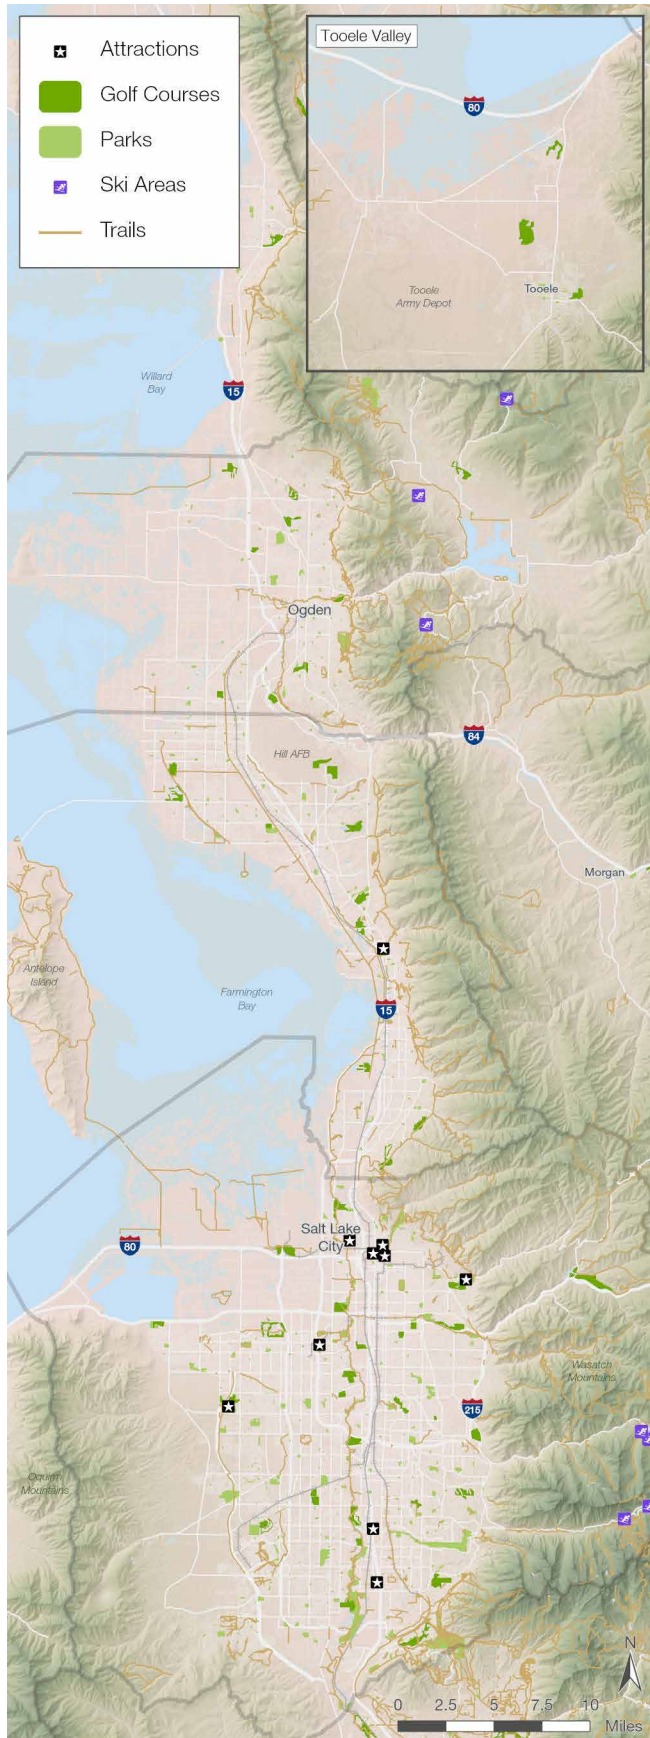 Attractions
Golf Courses
Parks
Ski Areas
Trails
Tooele Valley
80
Tooele
Army Depot
Tooele
Willard
Bay
15
Ogden
84
Hill AFB
Morgan
Antelope
Island
Farmington
Bay
15
Salt Lake
City
80
Wasatch
Mountains
215
Oquirrh
Mountains
N
0 2.5 5 7.5 10
Miles